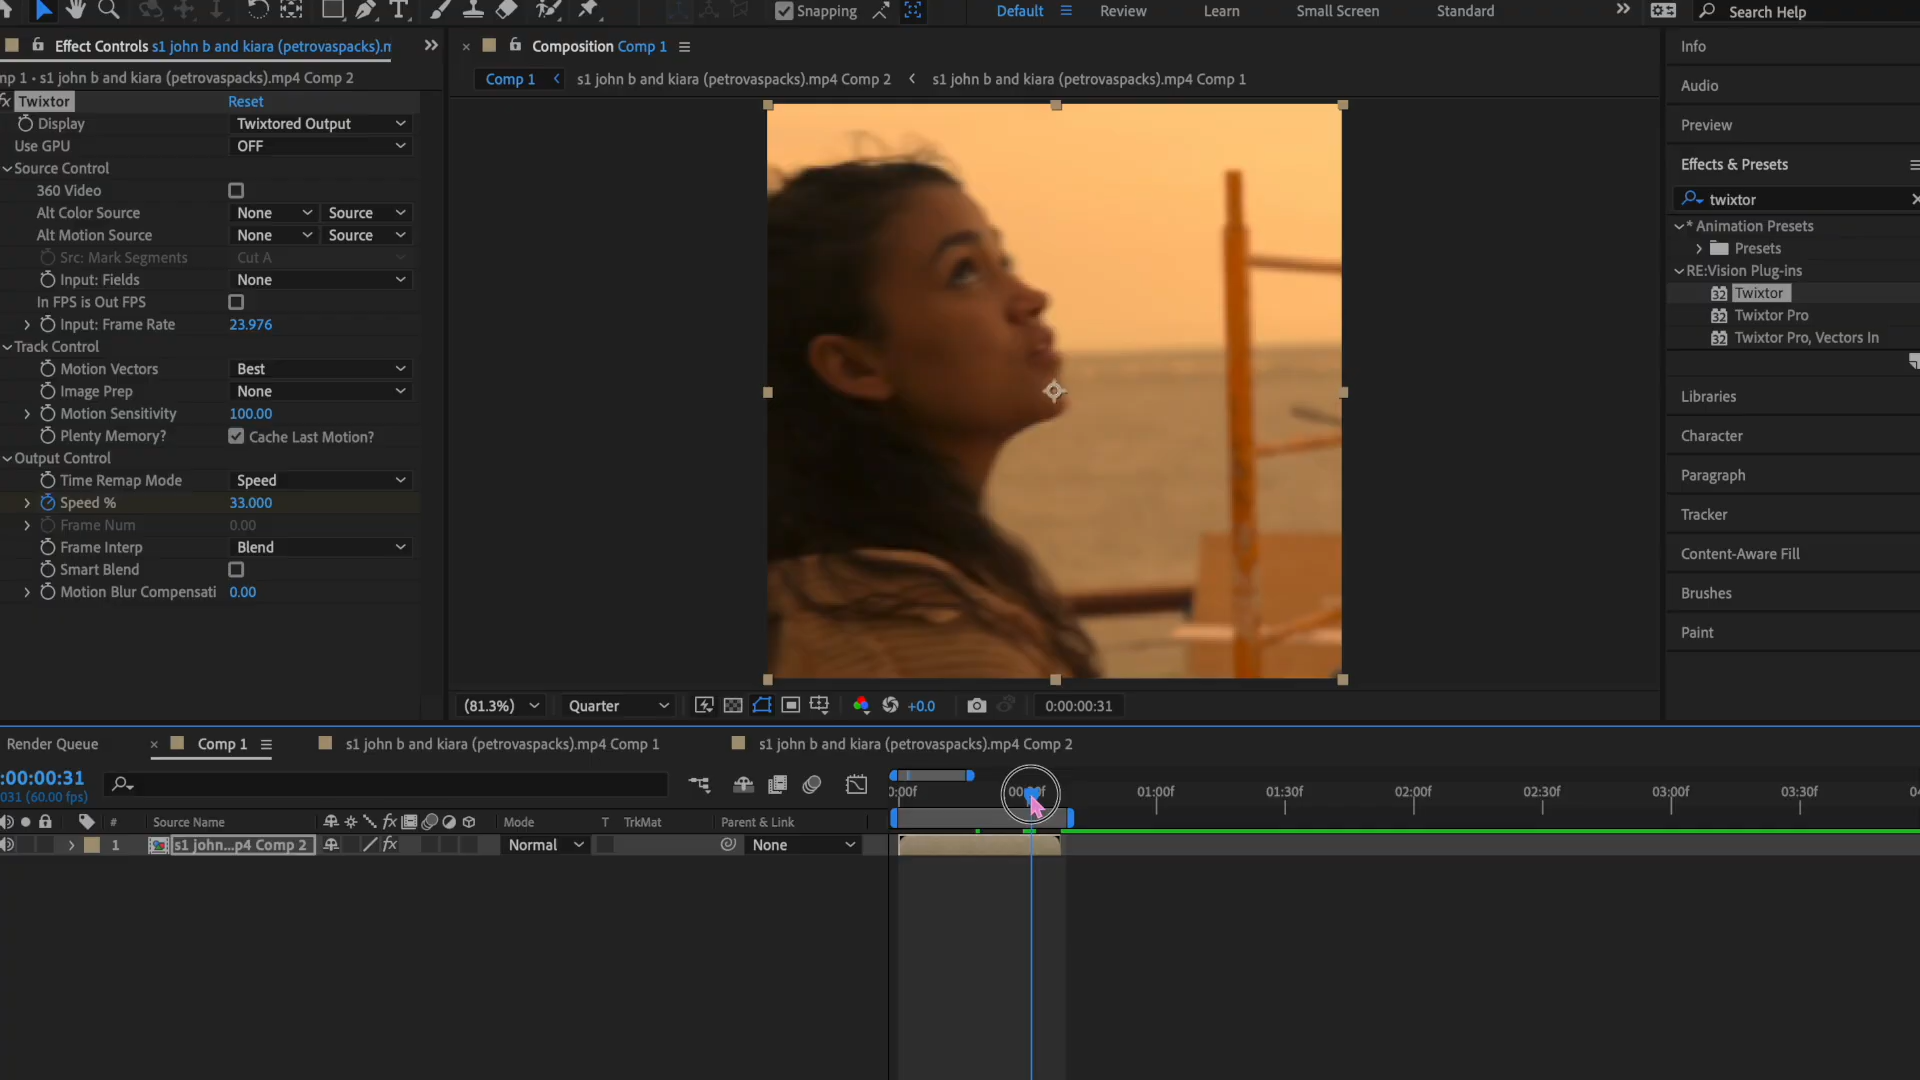 Snapping
Default
Review
Learn
Small Screen
Standard
Search Help
Effect Controls s1 john b and kiara (petrovaspacks).m
mp 1 • s1 john b and kiara (petrovaspacks).mp4 Comp 2
fx Twixtor Reset
Display Twixtored Output
Use GPU OFF
Source Control
360 Video
Alt Color Source None Source
Alt Motion Source None Source
Src: Mark Segments Cut A
Input: Fields None
In FPS is Out FPS
Input: Frame Rate 23.976
Track Control
Motion Vectors Best
Image Prep None
Motion Sensitivity 100.00
Plenty Memory? Cache Last Motion?
Output Control
Time Remap Mode Speed
Speed % 33.000
Frame Num 0.00
Frame Interp Blend
Smart Blend
Motion Blur Compensati 0.00
Composition Comp 1
Comp 1 s1 john b and kiara (petrovaspacks).mp4 Comp 2 s1 john b and kiara (petrovaspacks).mp4 Comp 1
(81.3%) Quarter +0.0 0:00:00:31
Info
Audio
Preview
Effects & Presets
twixtor
* Animation Presets
Presets
RE:Vision Plug-ins
32 Twixtor
32 Twixtor Pro
32 Twixtor Pro, Vectors In
Libraries
Character
Paragraph
Tracker
Content-Aware Fill
Brushes
Paint
Render Queue Comp 1 s1 john b and kiara (petrovaspacks).mp4 Comp 1 s1 john b and kiara (petrovaspacks).mp4 Comp 2
:00:00:31
031 (60.00 fps)
0:00f 01:00f 01:30f 02:00f 02:30f 03:00f 03:30f
# Source Name fx Mode T TrkMat Parent & Link
1 s1 john...p4 Comp 2 fx Normal None